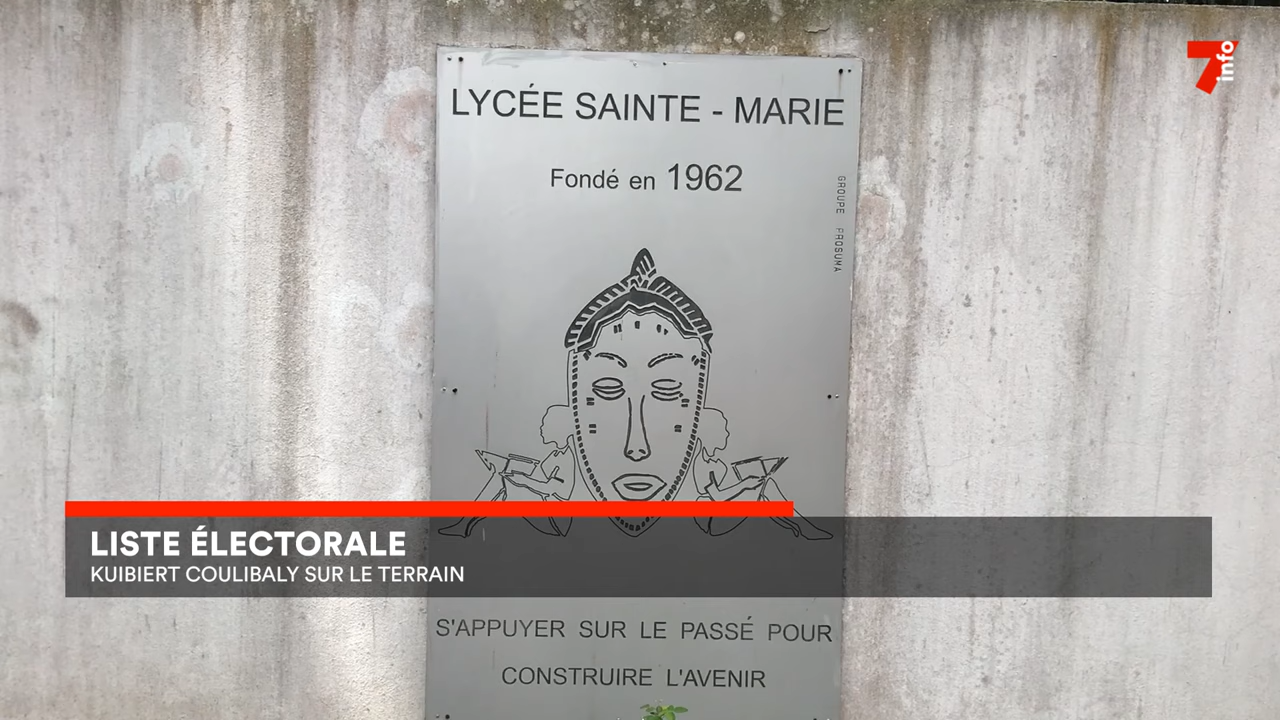 7
info
LYCÉE SAINTE - MARIE
Fondé en 1962
GROUPE PROSUMA
LISTE ÉLECTORALE
KUIBIERT COULIBALY SUR LE TERRAIN
S'APPUYER SUR LE PASSÉ POUR
CONSTRUIRE L'AVENIR